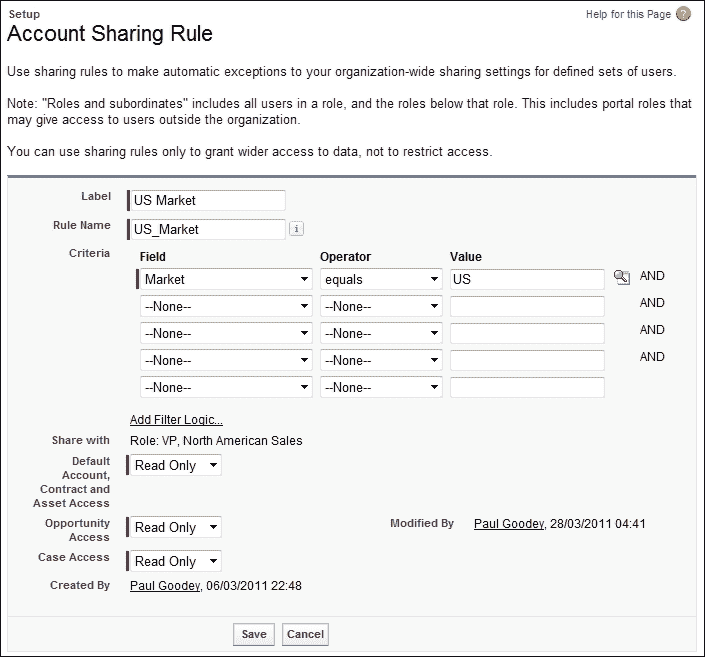 Setup
Help for this Page ?
Account Sharing Rule
Use sharing rules to make automatic exceptions to your organization-wide sharing settings for defined sets of users.
Note: "Roles and subordinates" includes all users in a role, and the roles below that role. This includes portal roles that
may give access to users outside the organization.
You can use sharing rules only to grant wider access to data, not to restrict access.
Label US Market
Rule Name US_Market i
Criteria Field Operator Value
Market equals US AND
--None-- --None-- AND
--None-- --None-- AND
--None-- --None-- AND
--None-- --None--
Add Filter Logic...
Share with Role: VP, North American Sales
Default
Account,
Contract and
Asset Access
Read Only
Opportunity
Access
Read Only
Modified By Paul Goodey, 28/03/2011 04:41
Case Access Read Only
Created By Paul Goodey, 06/03/2011 22:48
Save Cancel